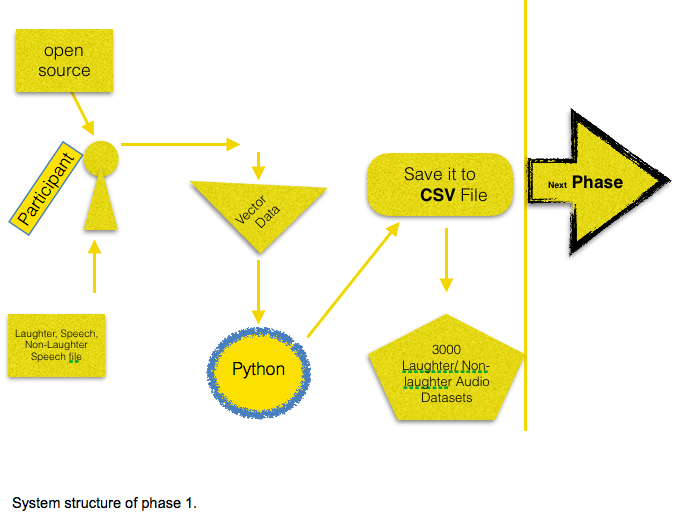 open
source
Participant
Laughter, Speech,
Non-Laughter
Speech file
Vector
Data
Python
Save it to
CSV File
3000
Laughter/ Non-
laughter Audio
Datasets
Next Phase
System structure of phase 1.